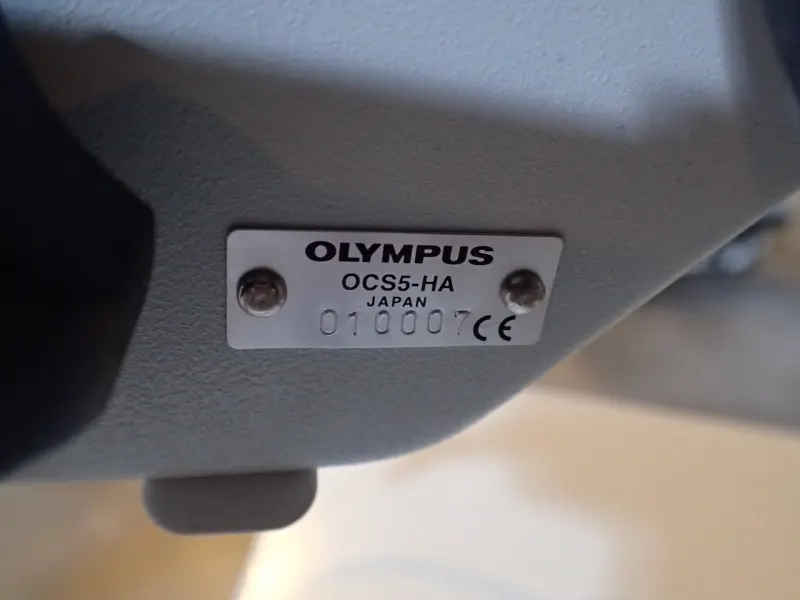 OLYMPUS
OCS5-HA
JAPAN
010007 CE